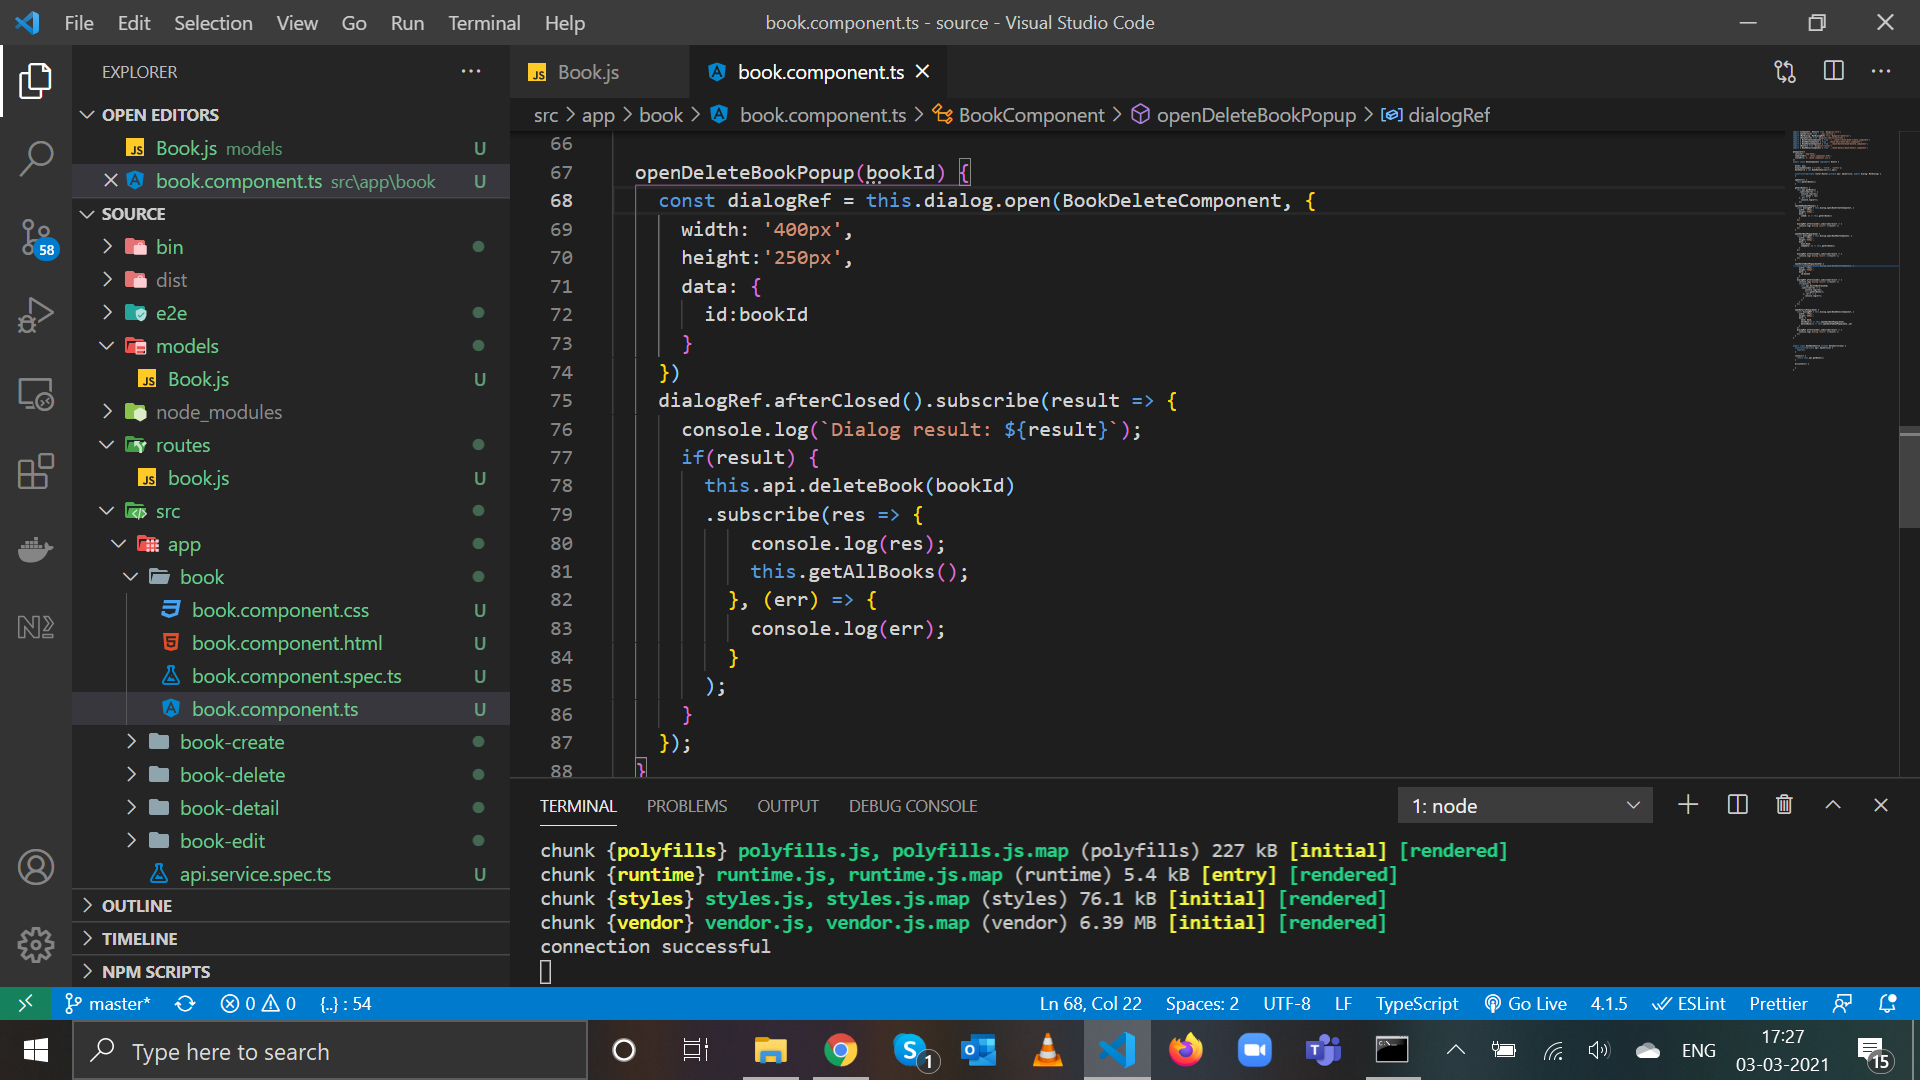 File Edit Selection View Go Run Terminal Help
book.component.ts - source - Visual Studio Code
EXPLORER
OPEN EDITORS
Book.js models U
book.component.ts src\app\book U
SOURCE
bin
dist
e2e
models
Book.js U
node_modules
routes
book.js U
src
app
book
book.component.css U
book.component.html U
book.component.spec.ts U
book.component.ts U
book-create
book-delete
book-detail
book-edit
api.service.spec.ts U
OUTLINE
TIMELINE
NPM SCRIPTS
58
Book.js
book.component.ts
src > app > book > book.component.ts > BookComponent > openDeleteBookPopup > dialogRef
66
67 openDeleteBookPopup(bookId) {
68 const dialogRef = this.dialog.open(BookDeleteComponent, {
69 width: '400px',
70 height:'250px',
71 data: {
72 id:bookId
73 }
74 })
75 dialogRef.afterClosed().subscribe(result => {
76 console.log(`Dialog result: ${result}`);
77 if(result) {
78 this.api.deleteBook(bookId)
79 .subscribe(res => {
80 console.log(res);
81 this.getAllBooks();
82 }, (err) => {
83 console.log(err);
84 }
85 );
86 }
87 });
88 }
TERMINAL PROBLEMS OUTPUT DEBUG CONSOLE
1: node
chunk {polyfills} polyfills.js, polyfills.js.map (polyfills) 227 kB [initial] [rendered]
chunk {runtime} runtime.js, runtime.js.map (runtime) 5.4 kB [entry] [rendered]
chunk {styles} styles.js, styles.js.map (styles) 76.1 kB [initial] [rendered]
chunk {vendor} vendor.js, vendor.js.map (vendor) 6.39 MB [initial] [rendered]
connection successful
master* 0 0 {..} : 54
Ln 68, Col 22 Spaces: 2 UTF-8 LF TypeScript Go Live 4.1.5 ESLint Prettier
Type here to search
1
ENG
17:27
03-03-2021
15